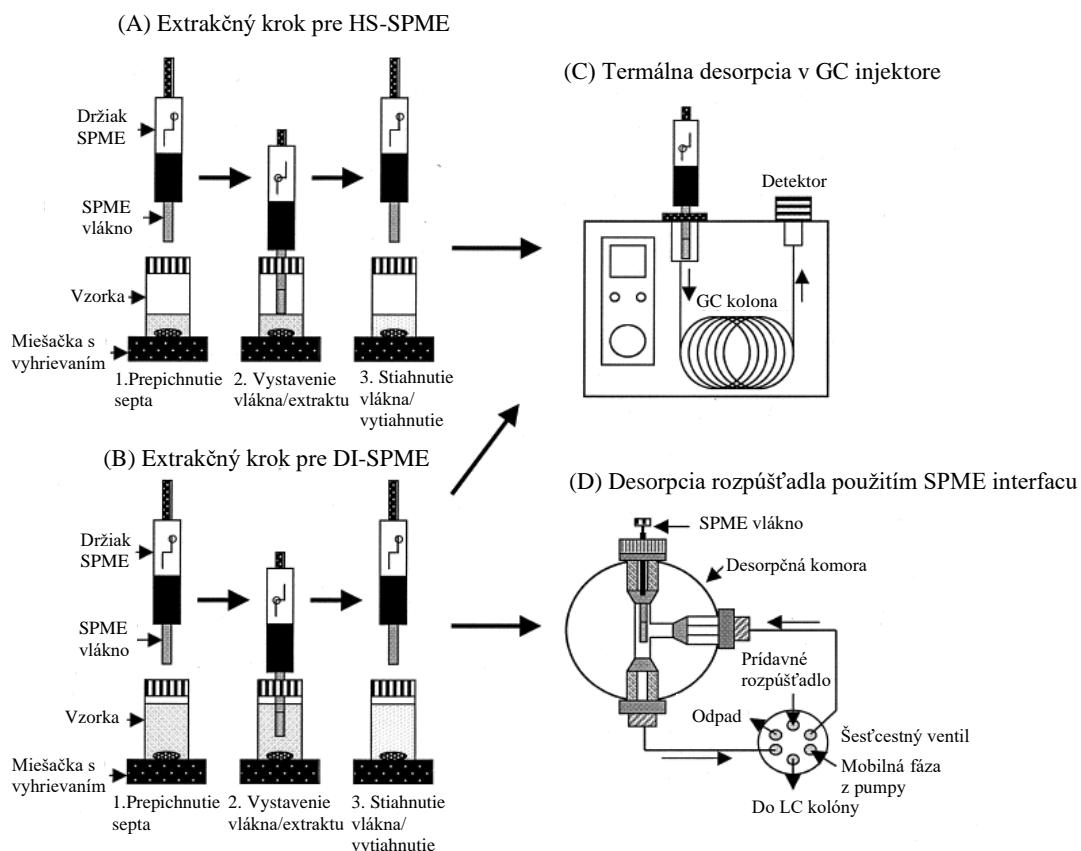 (A) Extrakčný krok pre HS-SPME
Držiak
SPME
SPME
vlákno
Vzorka
Miešačka s
vyhrievaním
1.Prepichnutie
septa
2. Vystavenie
vlákna/extraktu
3. Stiahnutie
vlákna/
vytiahnutie
(B) Extrakčný krok pre DI-SPME
Držiak
SPME
SPME
vlákno
Vzorka
Miešačka s
vyhrievaním
1.Prepichnutie
septa
2. Vystavenie
vlákna/extraktu
3. Stiahnutie
vlákna/
vytiahnutie
(C) Termálna desorpcia v GC injektore
Detektor
GC kolona
(D) Desorpcia rozpúšťadla použitím SPME interfacu
SPME vlákno
Desorpčná komora
Prídavné
rozpúšťadlo
Odpad
Šesťcestný ventil
Mobilná fáza
z pumpy
Do LC kolóny